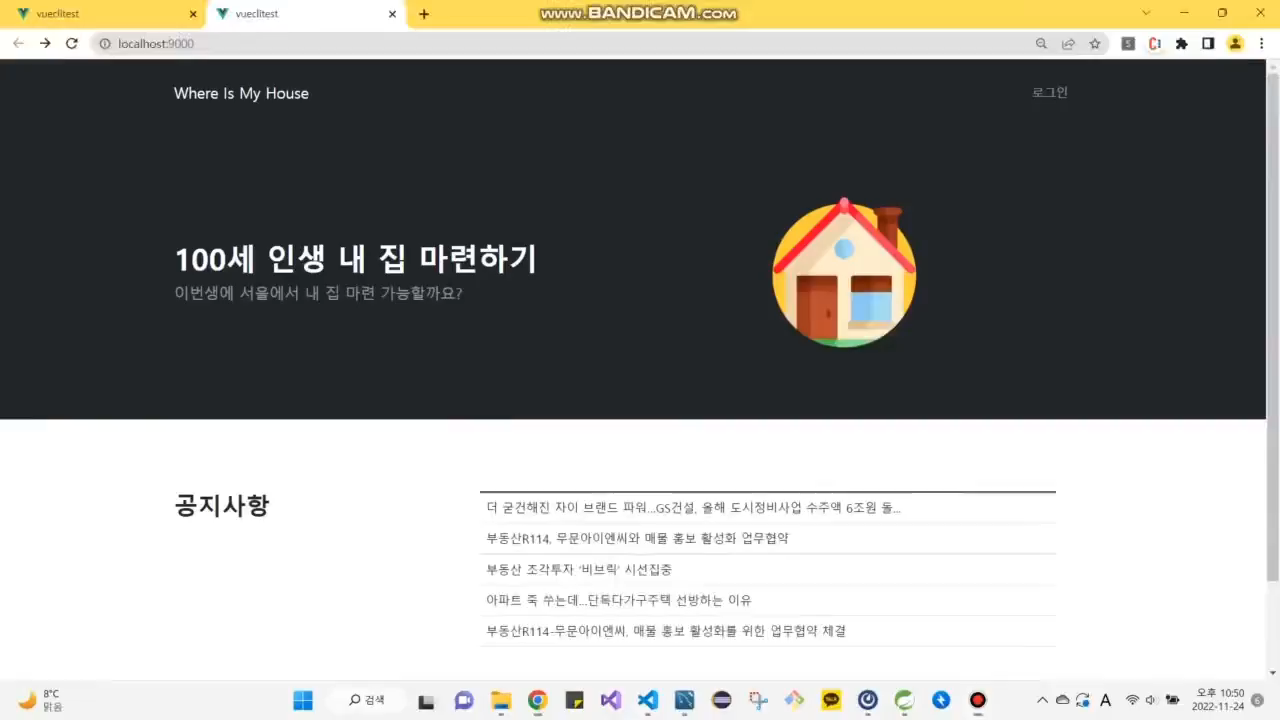 vueclitest
vueclitest
www.BANDICAM.com
localhost:9000
Where Is My House
로그인
100세 인생 내 집 마련하기
이번생에 서울에서 내 집 마련 가능할까요?
공지사항
더 굳건해진 자이 브랜드 파워...GS건설, 올해 도시정비사업 수주액 6조원 돌...
부동산R114, 무문아이엔씨와 매물 홍보 활성화 업무협약
부동산 조각투자 '비브릭' 시선집중
아파트 죽 쑤는데...단독다가구주택 선방하는 이유
부동산R114-무문아이엔씨, 매물 홍보 활성화를 위한 업무협약 체결
8°C
맑음
검색
A
오후 10:50
2022-11-24
6